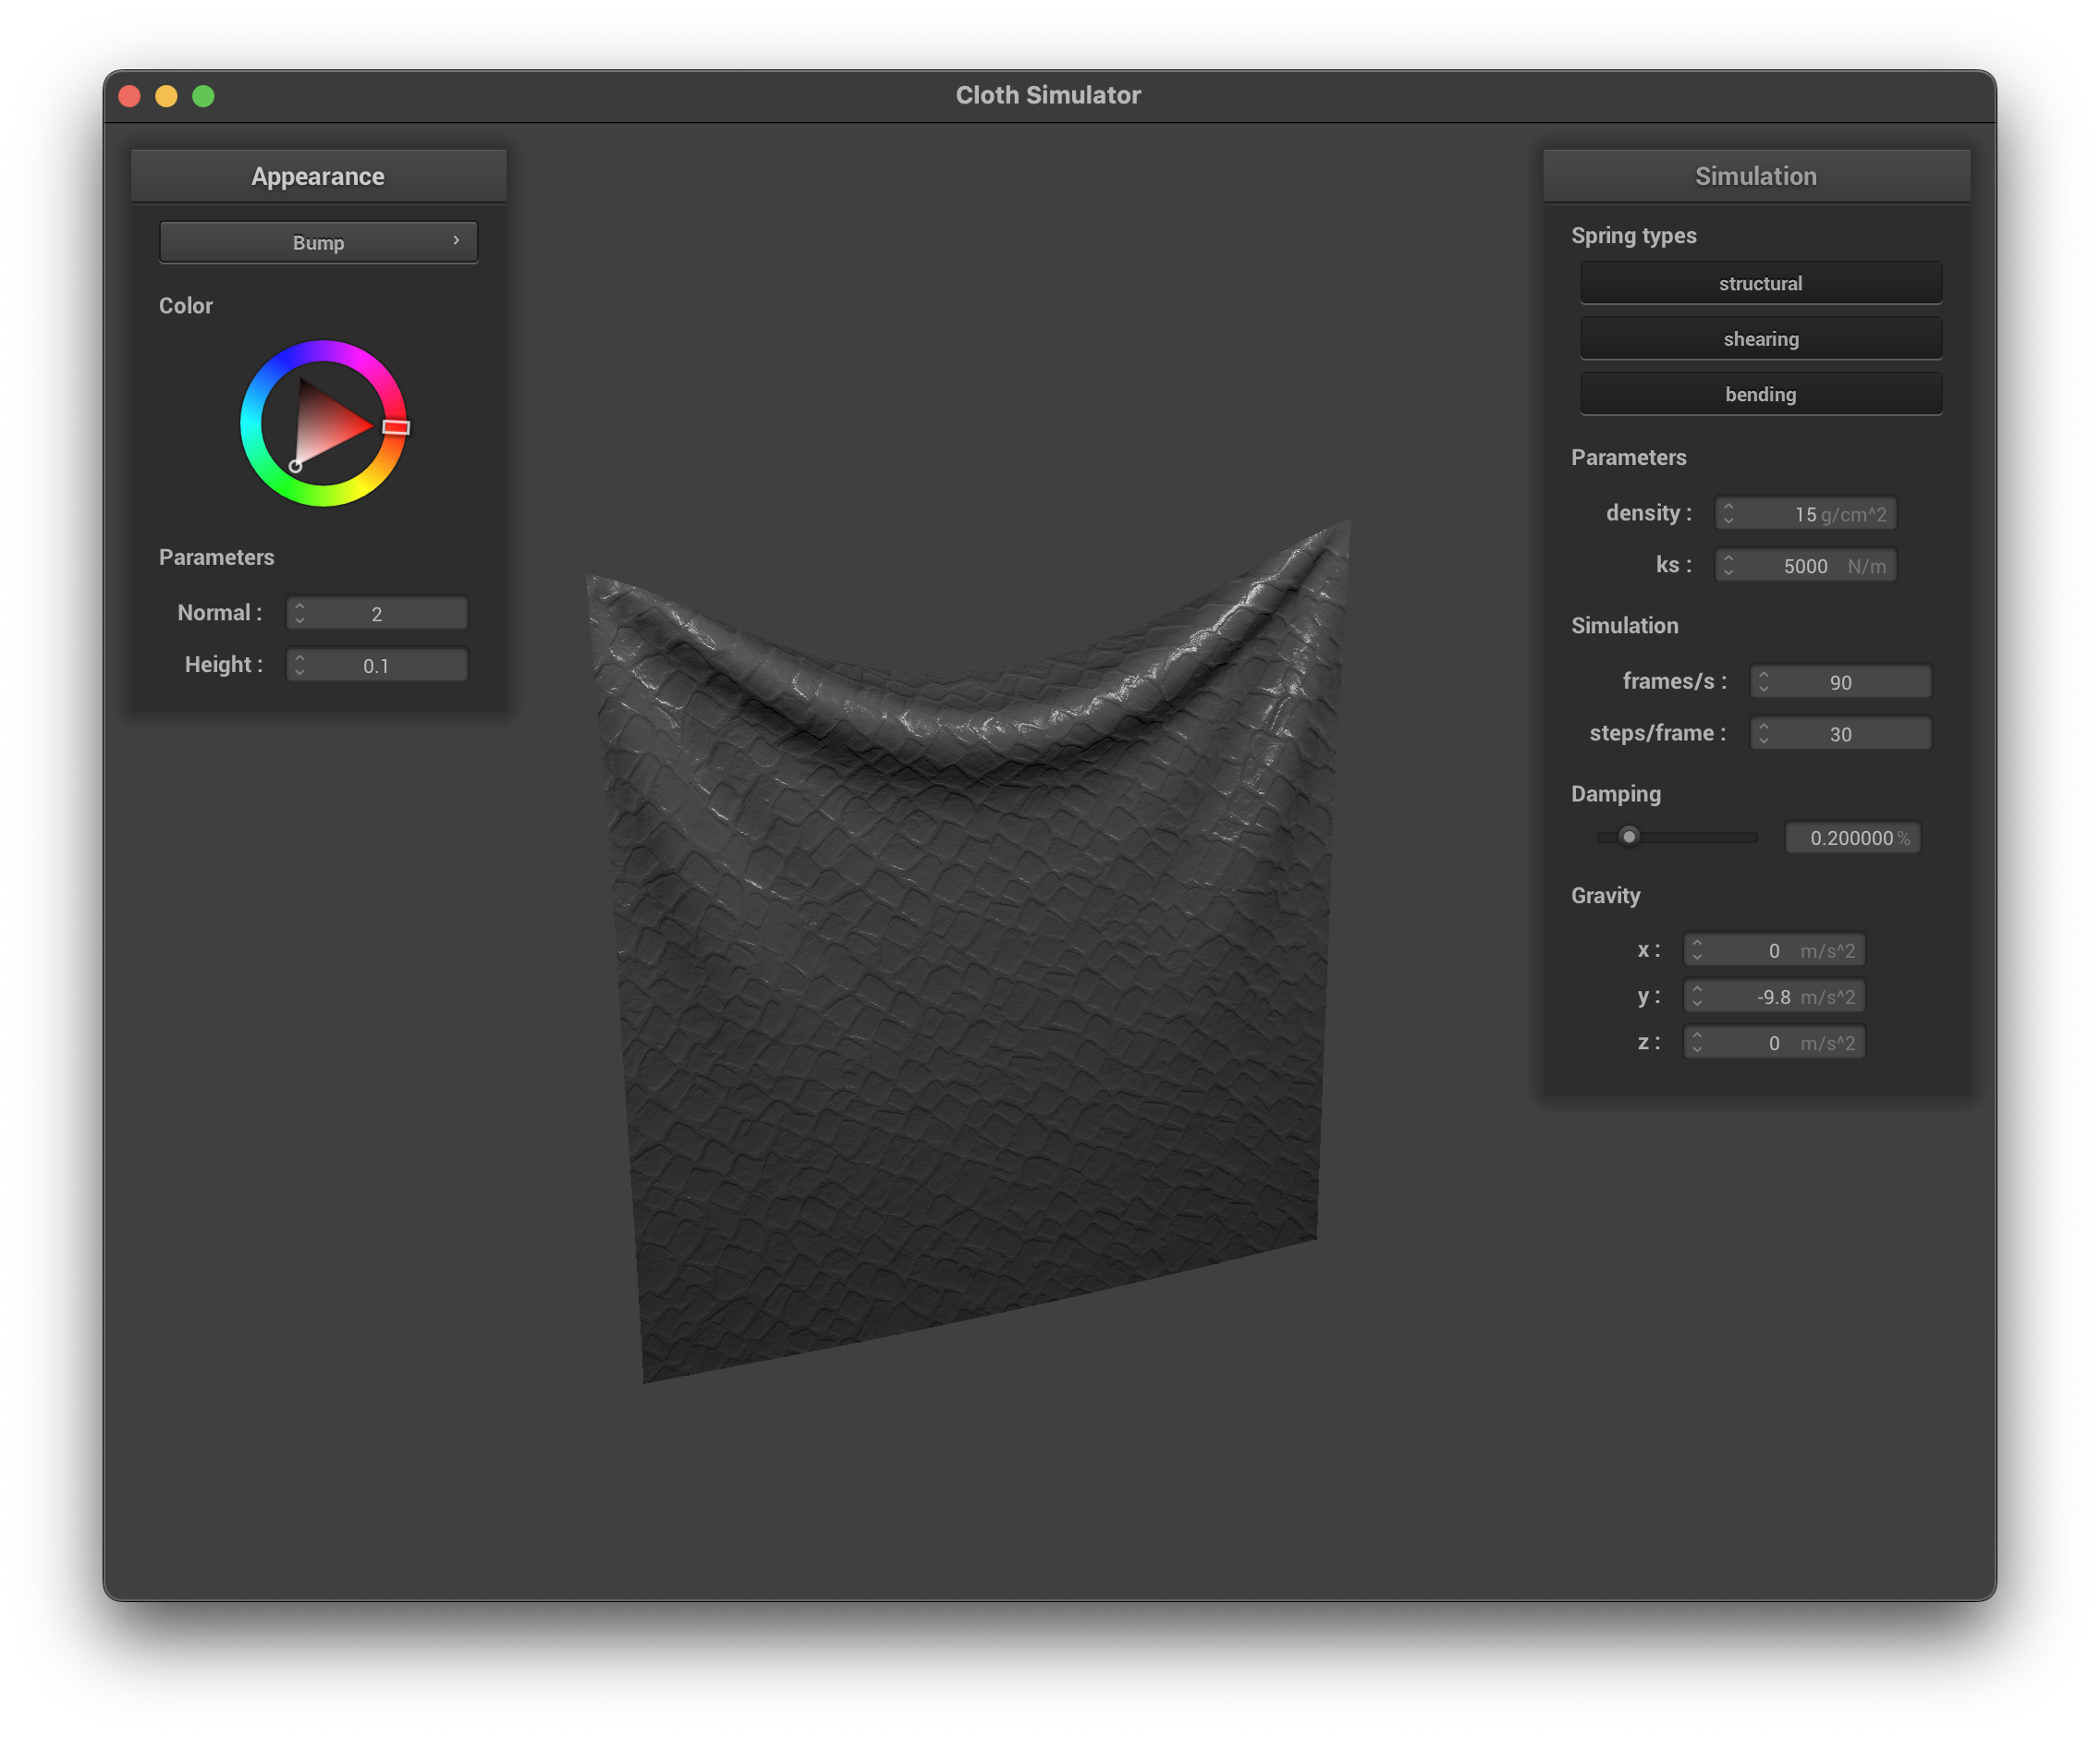 Cloth Simulator
Appearance
Bump
Color
Parameters
Normal : 2
Height : 0.1
Simulation
Spring types
structural
shearing
bending
Parameters
density : 15 g/cm^2
ks : 5000 N/m
Simulation
frames/s : 90
steps/frame : 30
Damping
0.200000 %
Gravity
x : 0 m/s^2
y : -9.8 m/s^2
z : 0 m/s^2